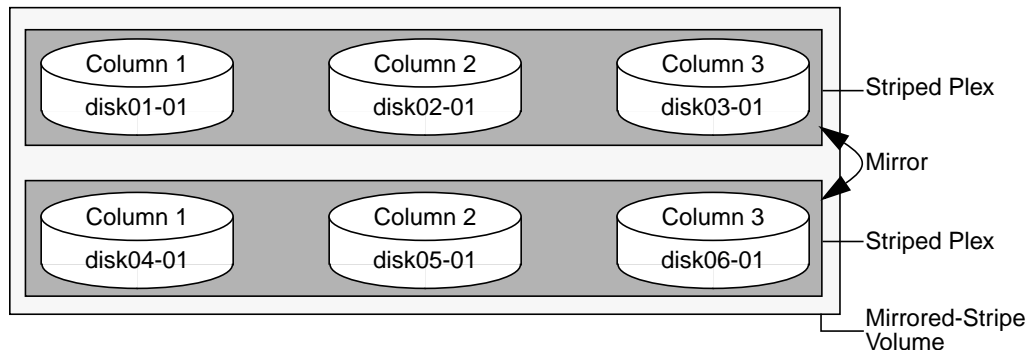 Column 1
Column 2
Column 3
disk01-01
disk02-01
disk03-01
Striped Plex
Mirror
Column 1
Column 2
Column 3
disk04-01
disk05-01
disk06-01
Striped Plex
Mirrored-Stripe
Volume